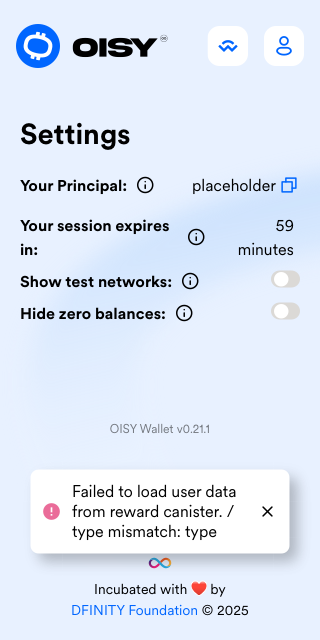 OISY
Settings
Your Principal: placeholder
Your session expires in: 59 minutes
Show test networks:
Hide zero balances:
OISY Wallet v0.21.1
Failed to load user data
from reward canister. /
type mismatch: type
Incubated with ❤️ by
DFINITY Foundation © 2025